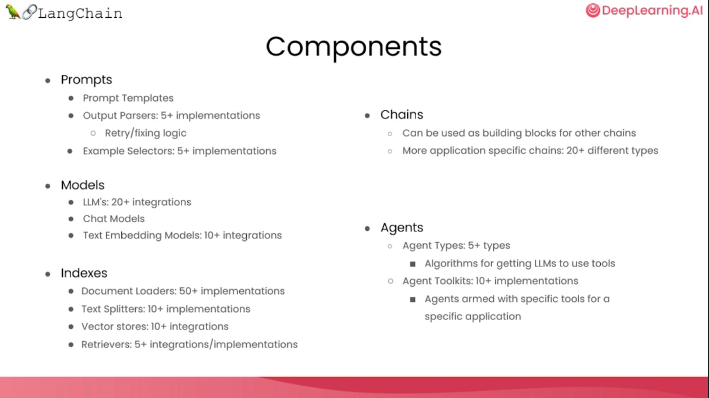 LangChain
DeepLearning.AI
Components
Prompts
Prompt Templates
Output Parsers: 5+ implementations
Retry/fixing logic
Example Selectors: 5+ implementations
Models
LLM's: 20+ integrations
Chat Models
Text Embedding Models: 10+ integrations
Indexes
Document Loaders: 50+ implementations
Text Splitters: 10+ implementations
Vector stores: 10+ integrations
Retrievers: 5+ integrations/implementations
Chains
Can be used as building blocks for other chains
More application specific chains: 20+ different types
Agents
Agent Types: 5+ types
Algorithms for getting LLMs to use tools
Agent Toolkits: 10+ implementations
Agents armed with specific tools for a
specific application